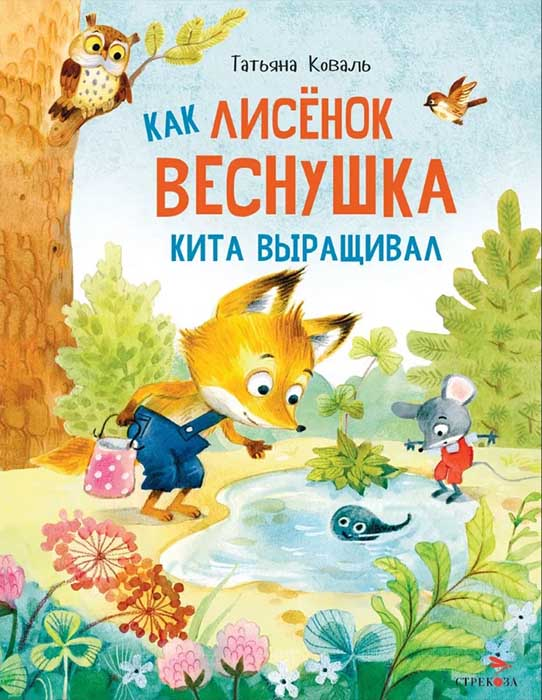 Татьяна Коваль
КАК ЛИСЁНОК
ВЕСНУШКА
КИТА ВЫРАЩИВАЛ
СТРЕКОЗА